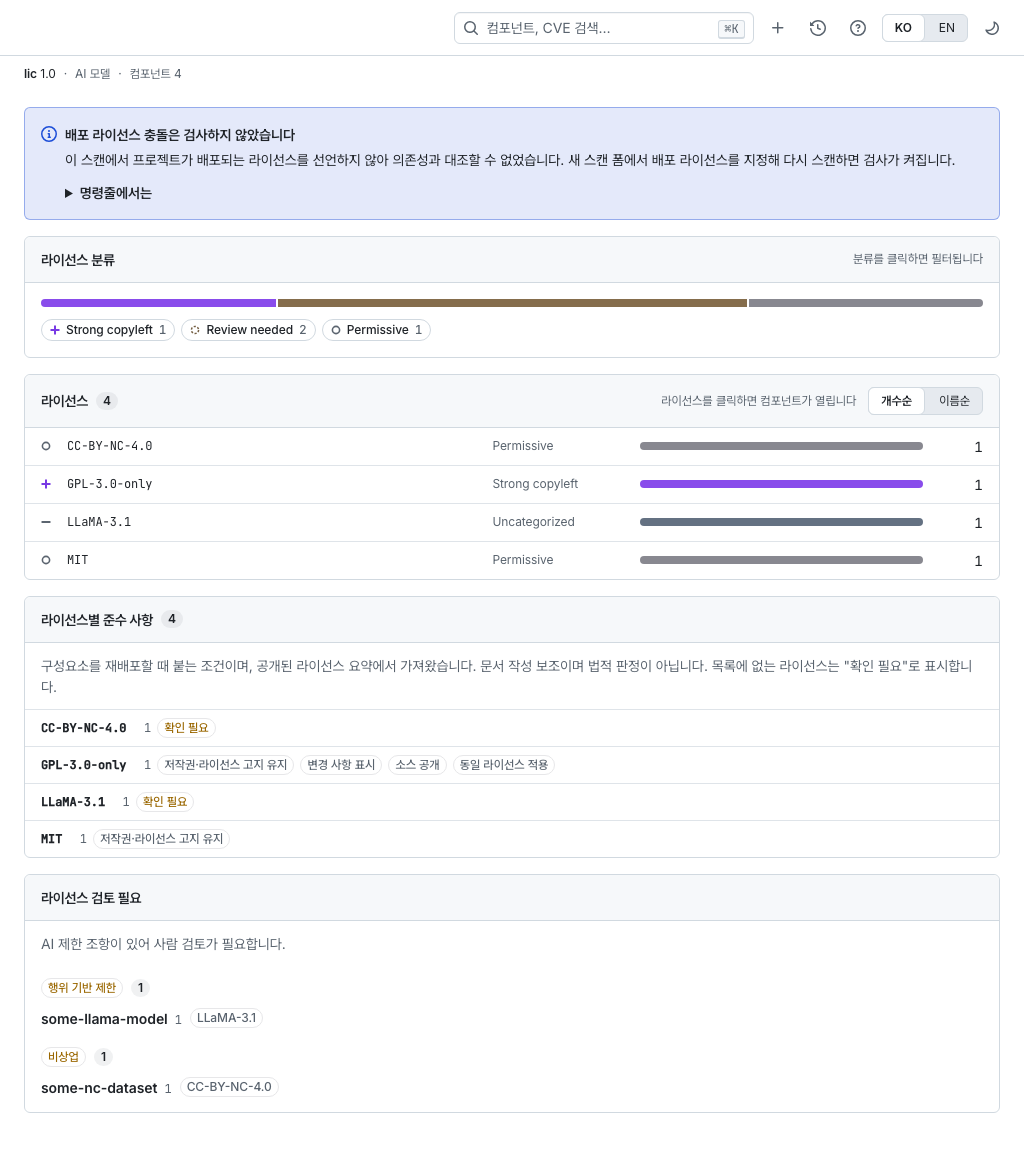 컴포넌트, CVE 검색... ⌘K KO EN
lic 1.0 · AI 모델 · 컴포넌트 4
배포 라이선스 충돌은 검사하지 않았습니다
이 스캔에서 프로젝트가 배포되는 라이선스를 선언하지 않아 의존성과 대조할 수 없었습니다. 새 스캔 폼에서 배포 라이선스를 지정해 다시 스캔하면 검사가 켜집니다.
▶ 명령줄에서는
라이선스 분류 분류를 클릭하면 필터됩니다
Strong copyleft 1 Review needed 2 Permissive 1
라이선스 4 라이선스를 클릭하면 컴포넌트가 열립니다 개수순 이름순
CC-BY-NC-4.0 Permissive 1
GPL-3.0-only Strong copyleft 1
LLaMA-3.1 Uncategorized 1
MIT Permissive 1
라이선스별 준수 사항 4
구성요소를 재배포할 때 붙는 조건이며, 공개된 라이선스 요약에서 가져왔습니다. 문서 작성 보조이며 법적 판정이 아닙니다. 목록에 없는 라이선스는 "확인 필요"로 표시합니
다.
CC-BY-NC-4.0 1 확인 필요
GPL-3.0-only 1 저작권·라이선스 고지 유지 변경 사항 표시 소스 공개 동일 라이선스 적용
LLaMA-3.1 1 확인 필요
MIT 1 저작권·라이선스 고지 유지
라이선스 검토 필요
AI 제한 조항이 있어 사람 검토가 필요합니다.
행위 기반 제한 1
some-llama-model 1 LLaMA-3.1
비상업 1
some-nc-dataset 1 CC-BY-NC-4.0